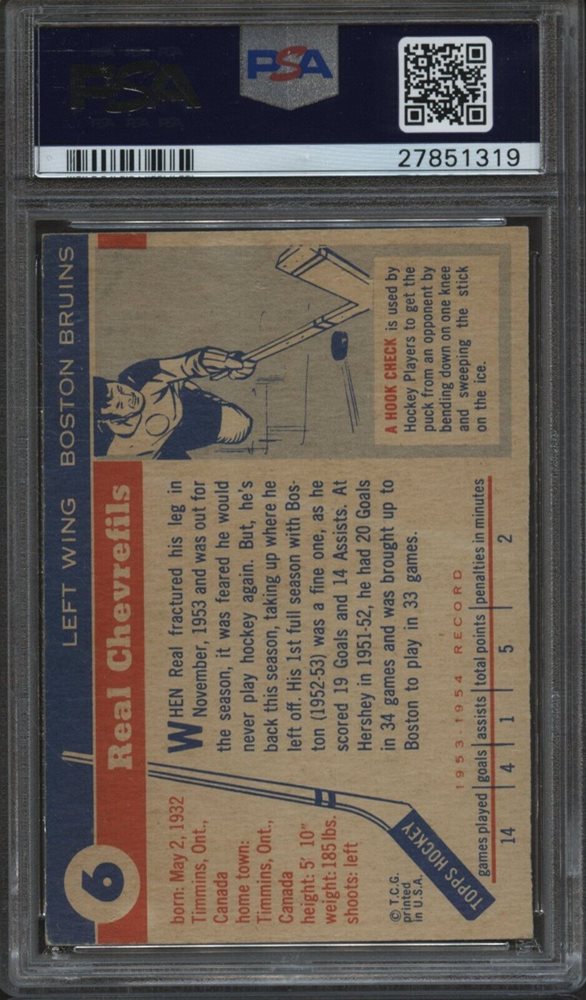 PSA
PSA
27851319
6
LEFT WING BOSTON BRUINS
Real Chevrefils
born: May 2, 1932
Timmins, Ont.,
Canada
home town:
Timmins, Ont.,
Canada
height: 5' 10"
weight: 185 lbs.
shoots: left
© T.C.G.
printed
in U.S.A.
TOPPS HOCKEY
WHEN Real fractured his leg in
November, 1953 and was out for
the season, it was feared he would
never play hockey again. But, he's
back this season, taking up where he
left off. His 1st full season with Bos-
ton (1952-53) was a fine one, as he
scored 19 Goals and 14 Assists. At
Hershey in 1951-52, he had 20 Goals
in 34 games and was brought up to
Boston to play in 33 games.
A HOOK CHECK is used by
Hockey Players to get the
puck from an opponent by
bending down on one knee
and sweeping the stick
on the ice.
1953-1954 RECORD
games played goals assists total points penalties in minutes
14 4 1 5 2